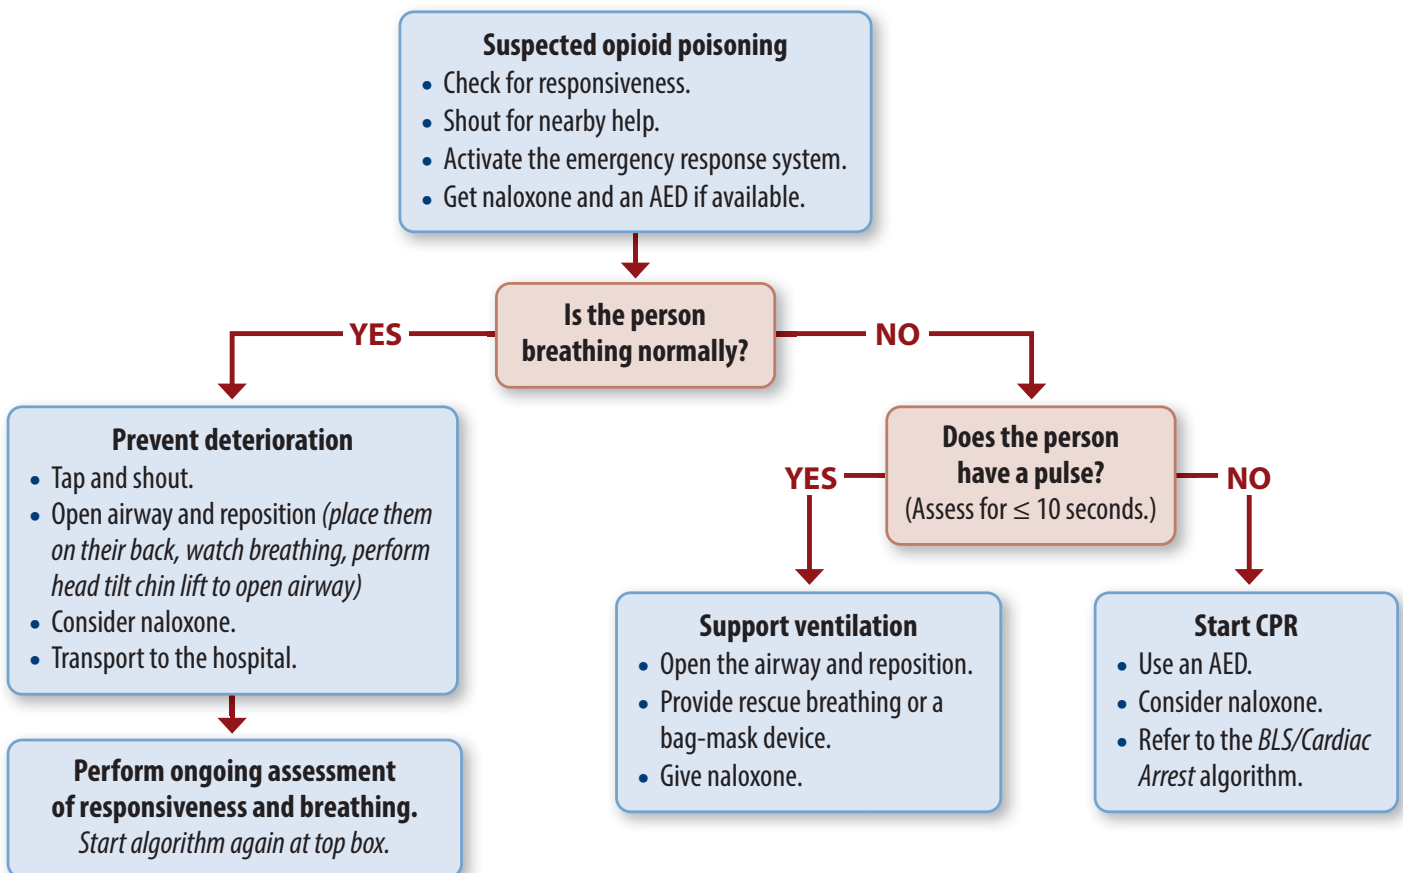 Suspected opioid poisoning
• Check for responsiveness.
• Shout for nearby help.
• Activate the emergency response system.
• Get naloxone and an AED if available.
Is the person
breathing normally?
YES
NO
Prevent deterioration
• Tap and shout.
• Open airway and reposition (place them
on their back, watch breathing, perform
head tilt chin lift to open airway)
• Consider naloxone.
• Transport to the hospital.
Perform ongoing assessment
of responsiveness and breathing.
Start algorithm again at top box.
Does the person
have a pulse?
(Assess for ≤ 10 seconds.)
YES
NO
Support ventilation
• Open the airway and reposition.
• Provide rescue breathing or a
bag-mask device.
• Give naloxone.
Start CPR
• Use an AED.
• Consider naloxone.
• Refer to the BLS/Cardiac
Arrest algorithm.